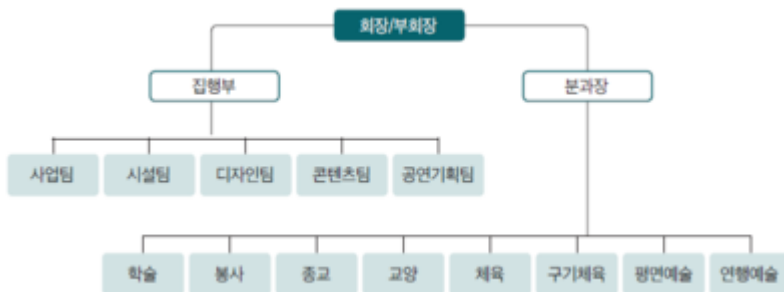 회장/부회장
집행부 분과장
사업팀 시설팀 디자인팀 콘텐츠팀 공연기획팀
학술 봉사 종교 교양 체육 구기체육 평면예술 연행예술